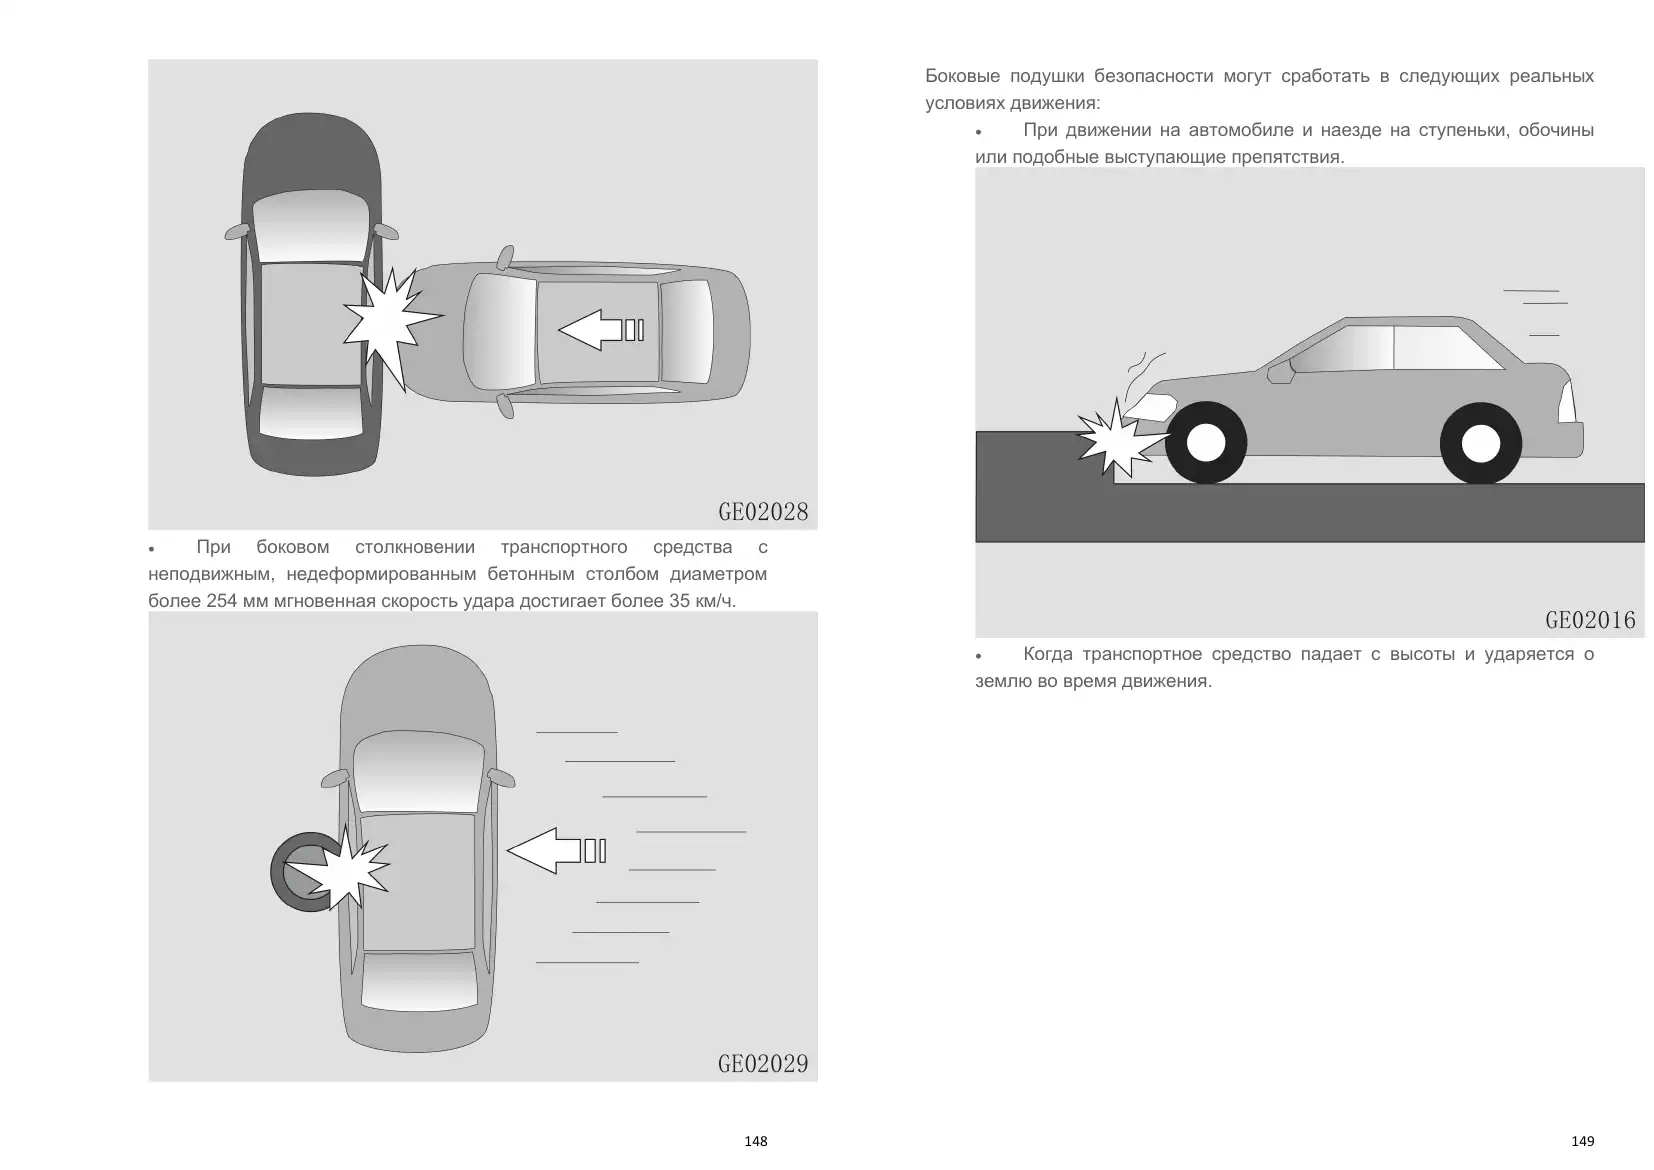 GE02028
• При боковом столкновении транспортного средства с
неподвижным, недеформированным бетонным столбом диаметром
более 254 мм мгновенная скорость удара достигает более 35 км/ч.
GE02029
148
Боковые подушки безопасности могут сработать в следующих реальных
условиях движения:
• При движении на автомобиле и наезде на ступеньки, обочины
или подобные выступающие препятствия.
GE02016
• Когда транспортное средство падает с высоты и ударяется о
землю во время движения.
149